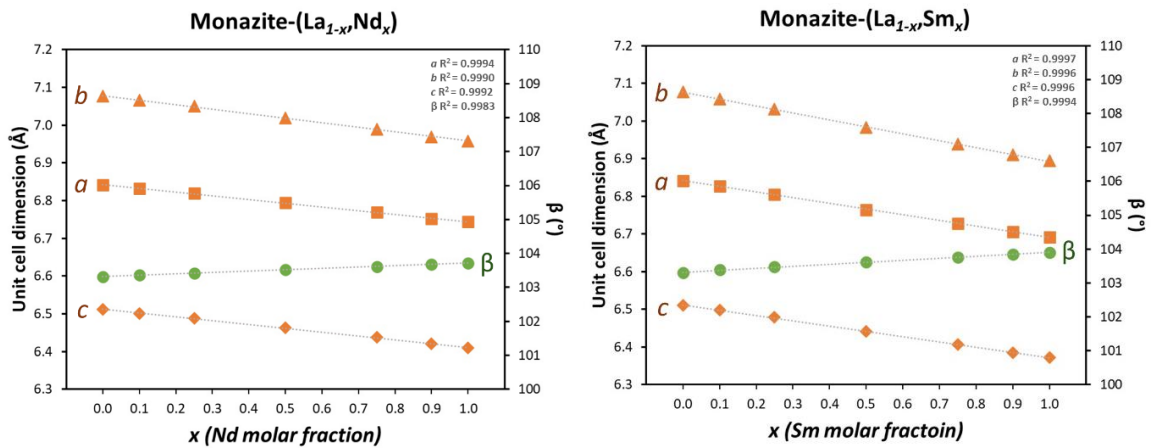 Monazite-(La1-x,Ndx)
Unit cell dimension (Å)
7.2
7.1
7.0
6.9
6.8
6.7
6.6
6.5
6.4
6.3
b
a
c
β
a R² = 0.9994
b R² = 0.9990
c R² = 0.9992
β R² = 0.9983
110
109
108
107
106
105
104
103
102
101
100
β (°)
0.0 0.1 0.2 0.3 0.4 0.5 0.6 0.7 0.8 0.9 1.0
x (Nd molar fraction)
Monazite-(La1-x,Smx)
Unit cell dimension (Å)
7.2
7.1
7.0
6.9
6.8
6.7
6.6
6.5
6.4
6.3
b
a
c
β
a R² = 0.9997
b R² = 0.9996
c R² = 0.9996
β R² = 0.9994
110
109
108
107
106
105
104
103
102
101
100
β (°)
0.0 0.1 0.2 0.3 0.4 0.5 0.6 0.7 0.8 0.9 1.0
x (Sm molar fractoin)